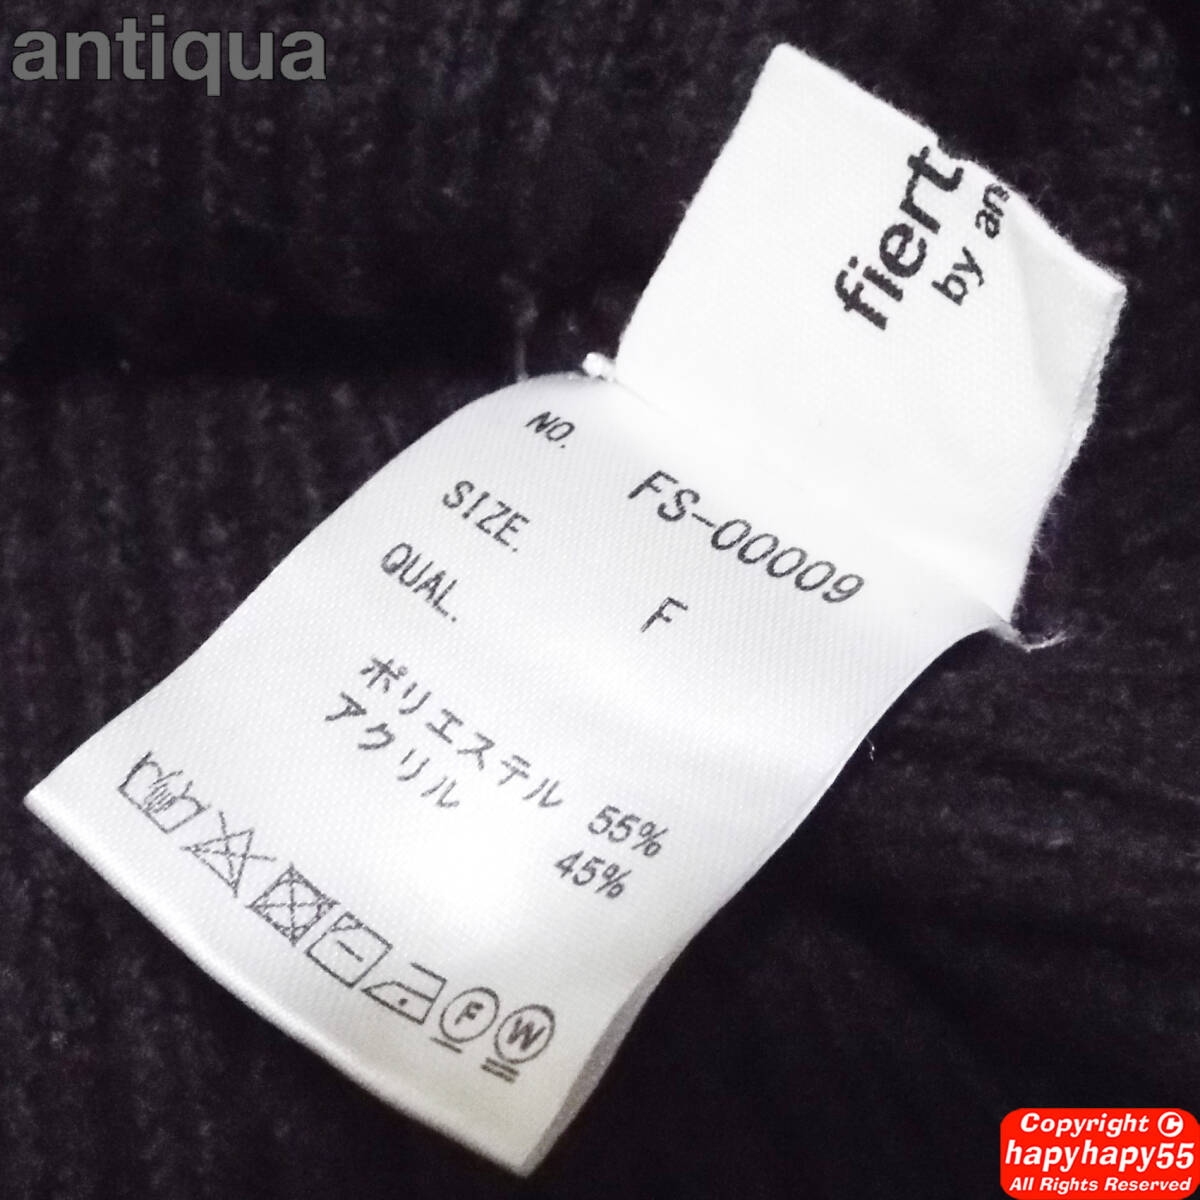 antiqua
fiert
by an
NO. FS-00009
SIZE. F
QUAL.
ポリエステル 55%
アクリル 45%
F W
Copyright ©
hapyhapy55
All Rights Reserved